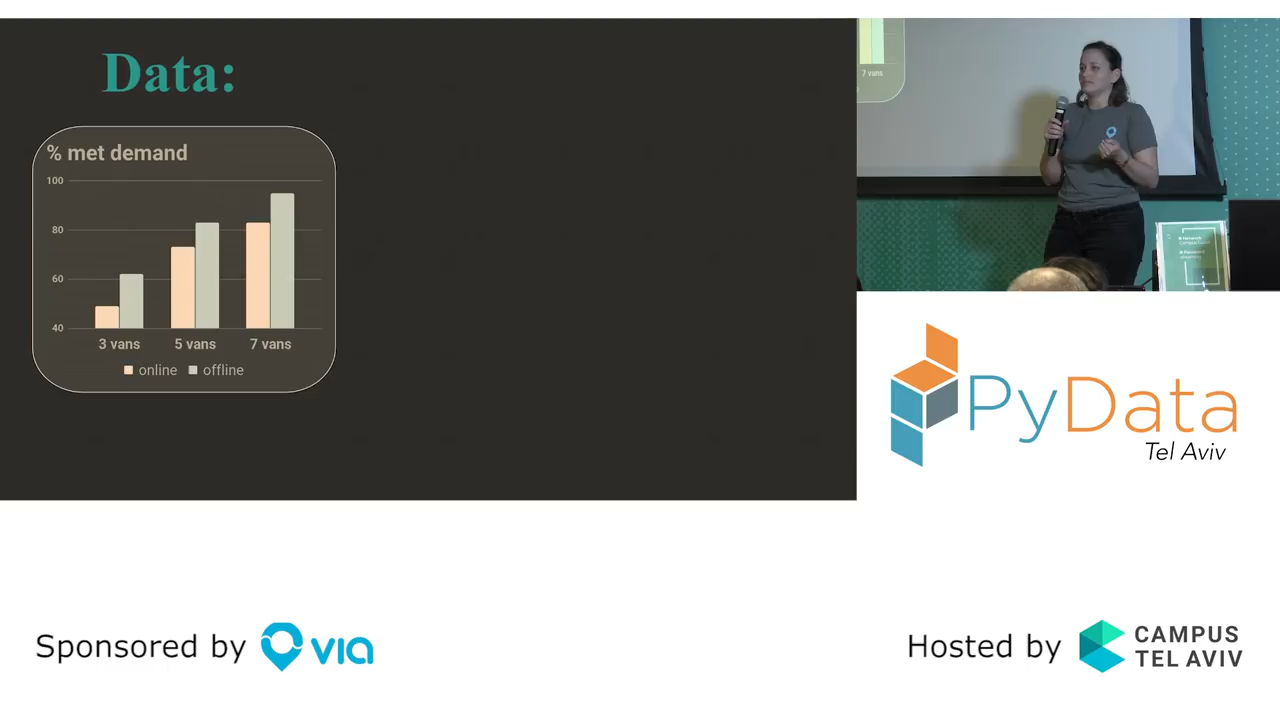 Data:
% met demand
100
80
60
40
3 vans
5 vans
7 vans
online
offline
7 vans
PyData
Tel Aviv
Sponsored by
via
Hosted by
CAMPUS
TEL AVIV